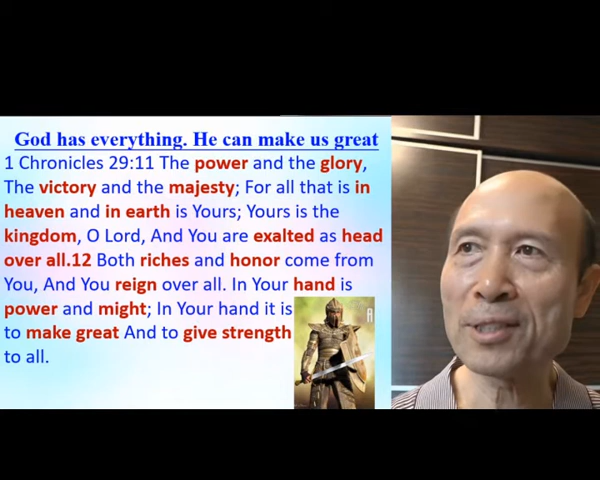 God has everything. He can make us great
1 Chronicles 29:11 The power and the glory,
The victory and the majesty; For all that is in
heaven and in earth is Yours; Yours is the
kingdom, O Lord, And You are exalted as head
over all.12 Both riches and honor come from
You, And You reign over all. In Your hand is
power and might; In Your hand it is
to make great And to give strength
to all.